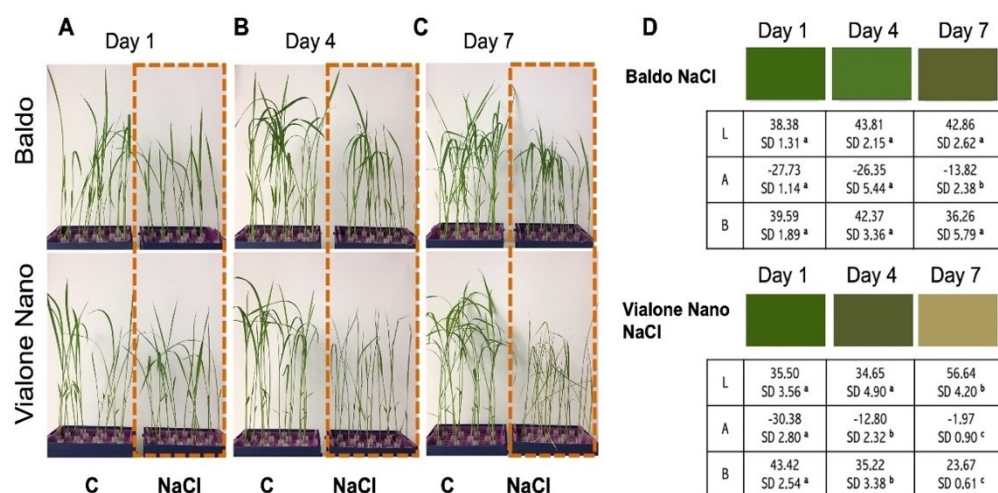 A
Day 1
B
Day 4
C
Day 7
Baldo
Vialone Nano
C NaCl C NaCl C NaCl
D
Day 1 Day 4 Day 7
Baldo NaCl
L 38.38 43.81 42.86
SD 1.31 a SD 2.15 a SD 2.62 a
A -27.73 -26.35 -13.82
SD 1.14 a SD 5.44 a SD 2.38 b
B 39.59 42.37 36.26
SD 1.89 a SD 3.36 a SD 5.79 a
Day 1 Day 4 Day 7
Vialone Nano
NaCl
L 35.50 34.65 56.64
SD 3.56 a SD 4.90 a SD 4.20 b
A -30.38 -12.80 -1.97
SD 2.80 a SD 2.32 b SD 0.90 c
B 43.42 35.22 23.67
SD 2.54 a SD 3.38 b SD 0.61 c